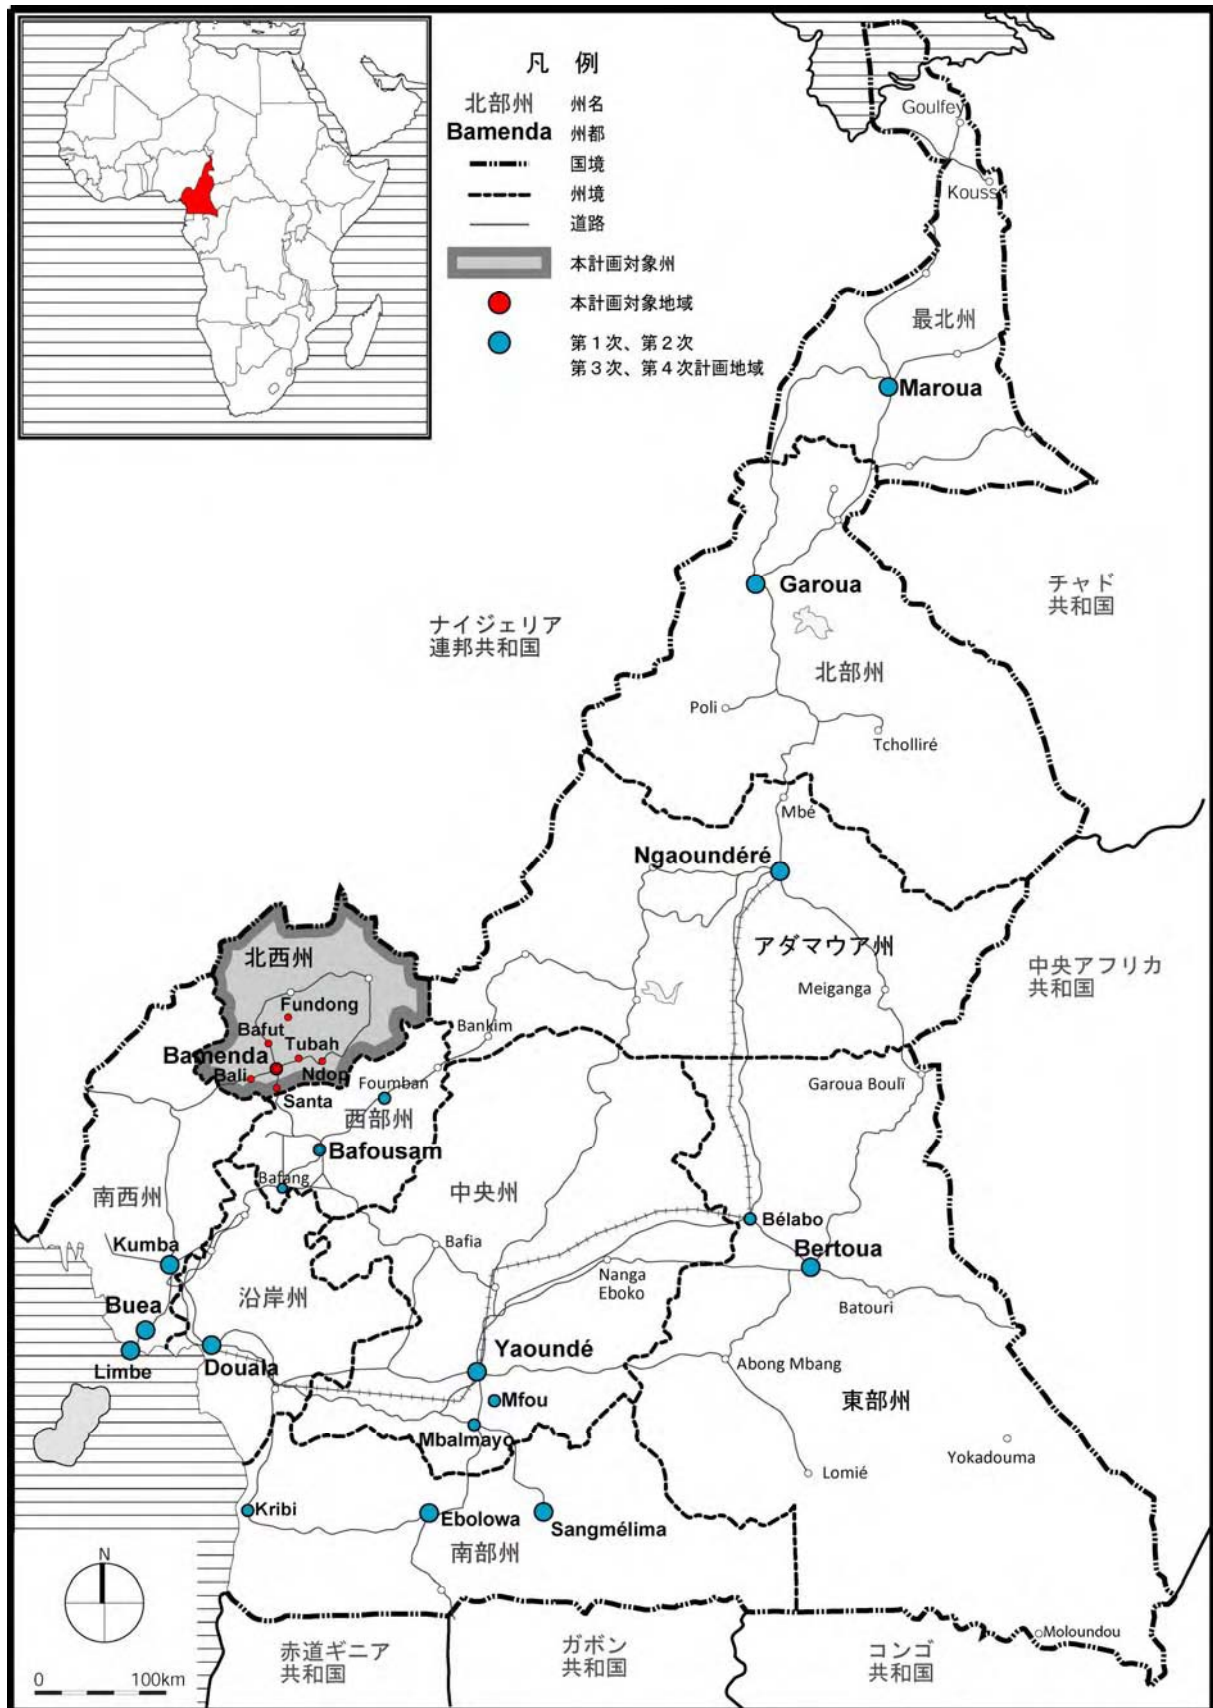 凡 例
北部州 州名
Bamenda 州都
国境
州境
道路
本計画対象州
本計画対象地域
第1次、第2次
第3次、第4次計画地域
Goulfey
Kousséri
最北州
Maroua
Garoua
チャド
共和国
ナイジェリア
連邦共和国
北部州
Poli
Tcholliré
Mbé
Ngaoundéré
アダマウア州
中央アフリカ
共和国
Meiganga
北西州
Fundong
Bafut
Tubah
Bamenda
Bali
Ndop
Santa
Bankim
Foumban
西部州
Garoua Boulï
Bafousam
Bafang
中央州
南西州
Kumba
Bafia
Bélabo
Bertoua
Nanga
Eboko
Batouri
沿岸州
Buea
Limbe
Douala
Yaoundé
Abong Mbang
Mfou
Mbalmayo
東部州
Yokadouma
Lomié
Kribi
Ebolowa
Sangmélima
南部州
N
Moloundou
赤道ギニア
共和国
ガボン
共和国
コンゴ
共和国
0 100km